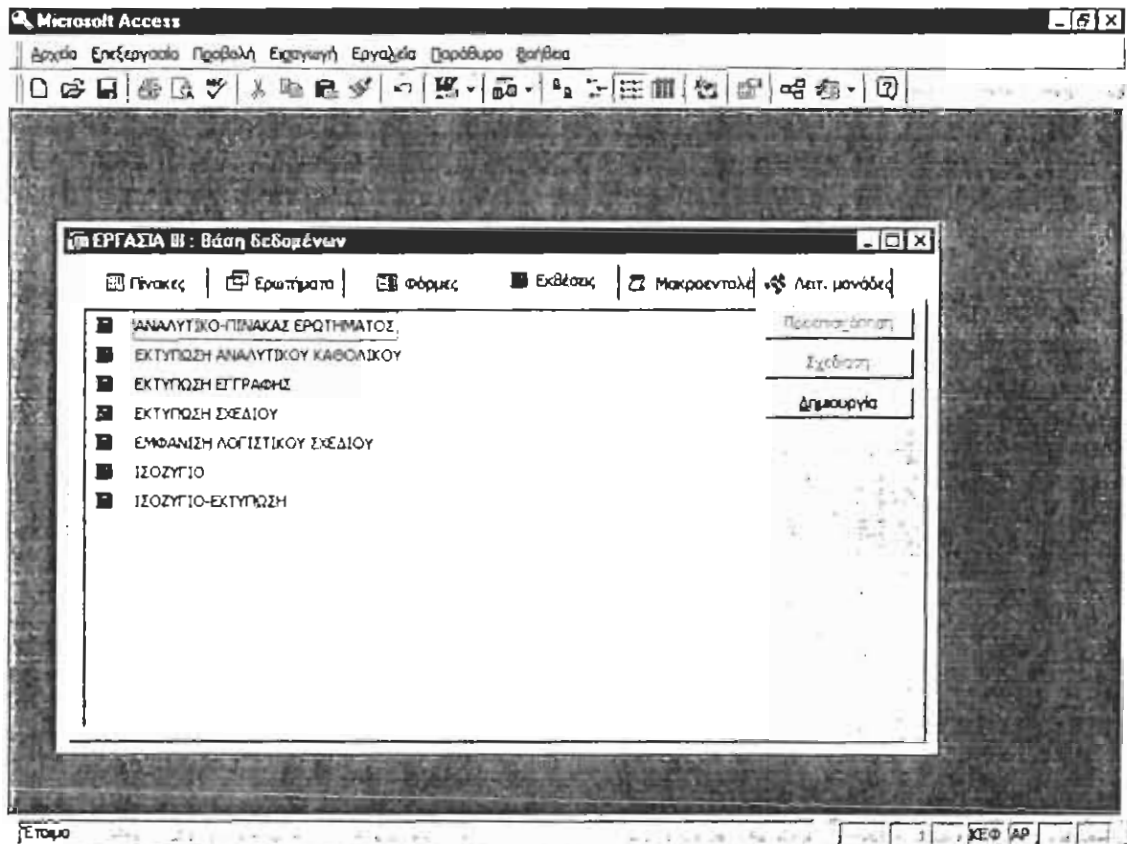 Microsoft Access
Αρχείο Επεξεργασία Προβολή Εισαγωγή Εργαλεία Παράθυρο Βοήθεια
ΕΡΓΑΣΙΑ ΙΙΙ : Βάση δεδομένων
Πίνακες Ερωτήματα Φόρμες Εκθέσεις Μακροεντολέ Λειτ. μονάδες
ΑΝΑΛΥΤΙΚΟ-ΠΙΝΑΚΑΣ ΕΡΩΤΗΜΑΤΟΣ
ΕΚΤΥΠΩΣΗ ΑΝΑΛΥΤΙΚΟΥ ΚΑΘΟΛΙΚΟΥ
ΕΚΤΥΠΩΣΗ ΕΓΓΡΑΦΗΣ
ΕΚΤΥΠΩΣΗ ΣΧΕΔΙΟΥ
ΕΜΦΑΝΙΣΗ ΛΟΓΙΣΤΙΚΟΥ ΣΧΕΔΙΟΥ
ΙΣΟΖΥΓΙΟ
ΙΣΟΖΥΓΙΟ-ΕΚΤΥΠΩΣΗ
Προεπισκόπηση
Σχεδίαση
Δημιουργία
Έτοιμο
ΚΕΦ ΑΡ